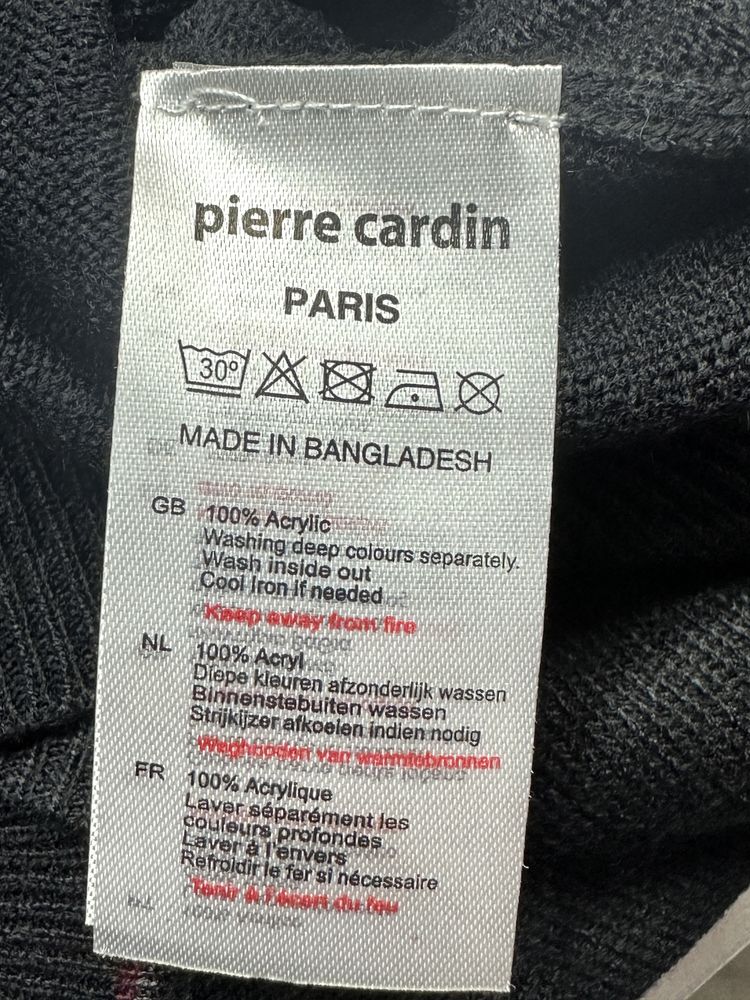 pierre cardin
PARIS
30°
MADE IN BANGLADESH
GB 100% Acrylic
Washing deep colours separately.
Wash inside out
Cool Iron If needed
Keep away from fire
NL 100% Acryl
Diepe kleuren afzonderlijk wassen
Binnenstebuiten wassen
Strijkijzer afkoelen indien nodig
Weghouden van warmtebronnen
FR 100% Acrylique
Laver séparément les
couleurs profondes
Laver à l'envers
Refroidir le fer si nécessaire
Tenir à l'écart du feu